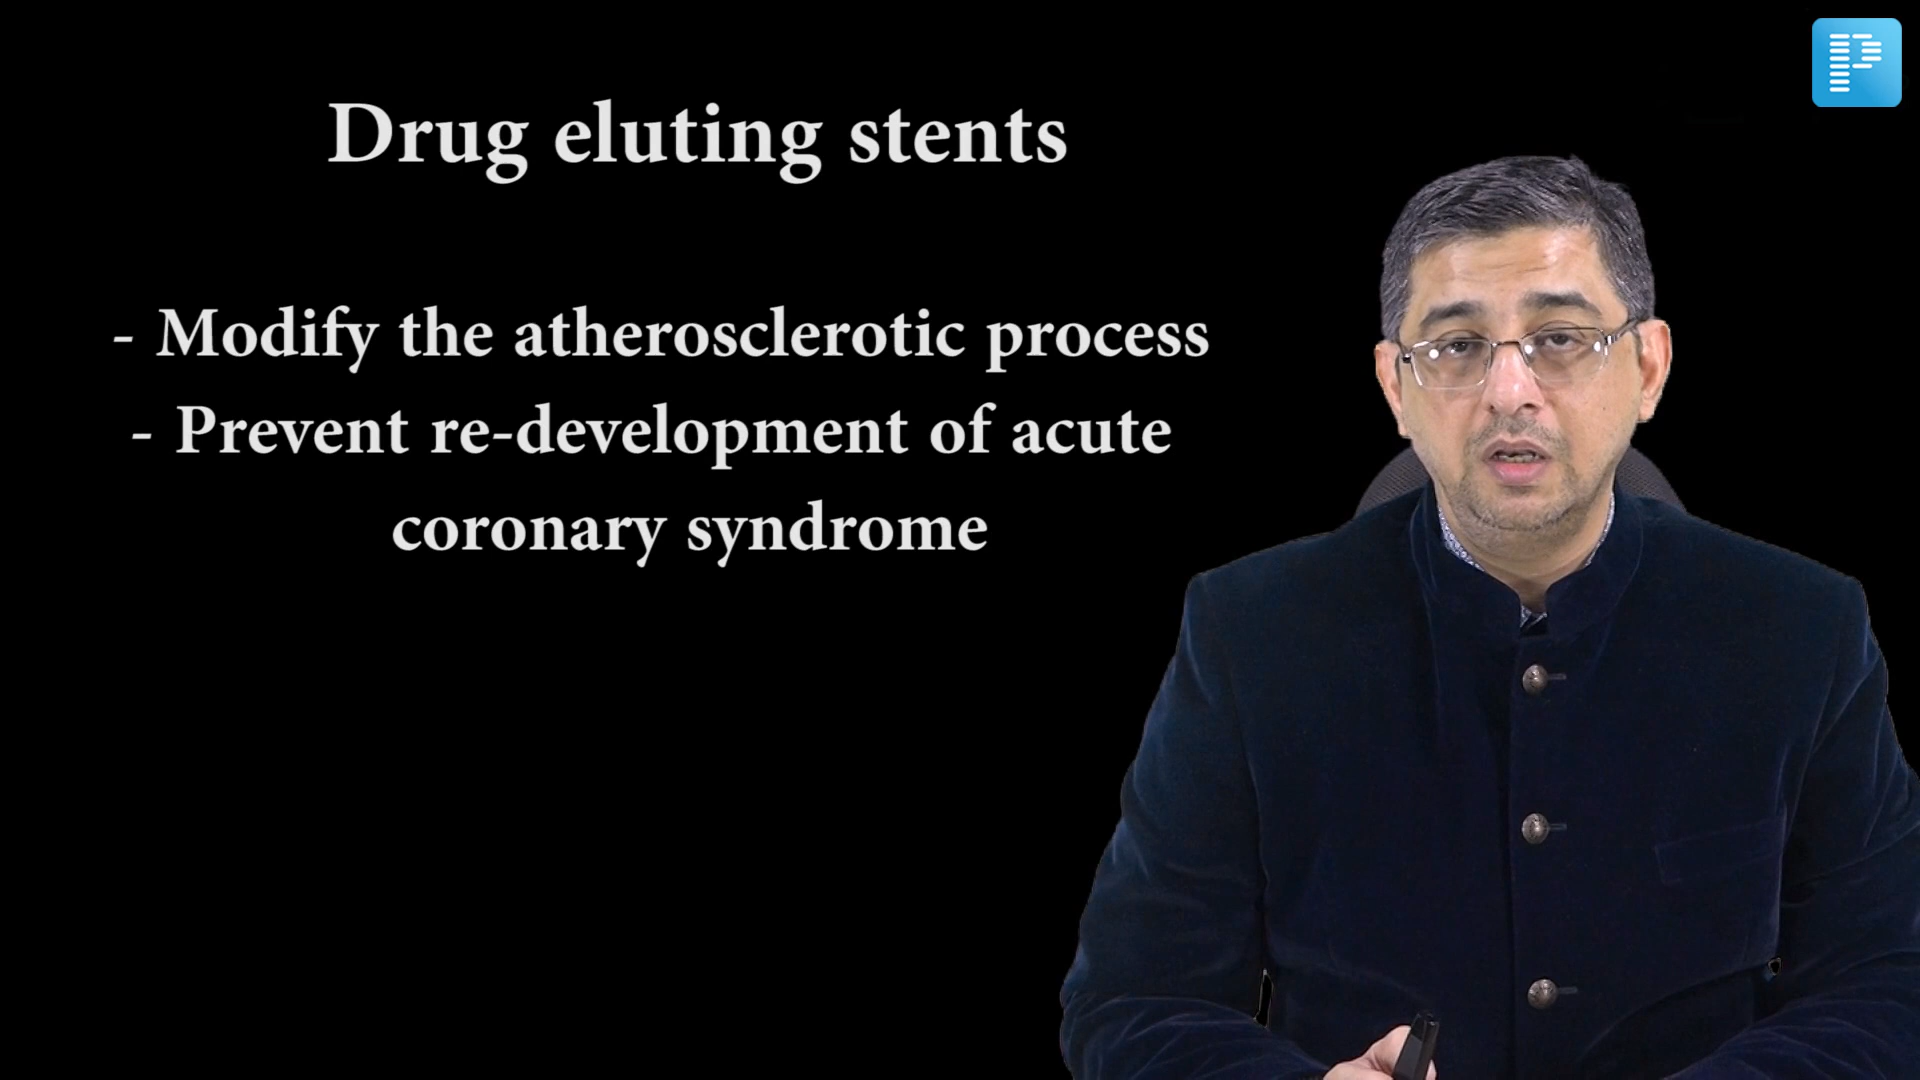 Drug eluting stents
- Modify the atherosclerotic process
- Prevent re-development of acute
coronary syndrome